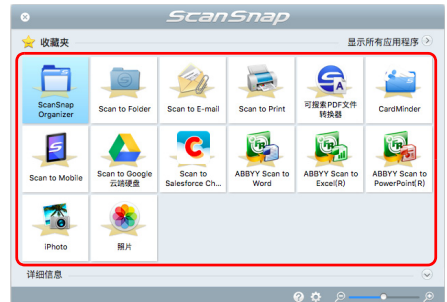 ScanSnap
收藏夹
显示所有应用程序
ScanSnap
Organizer
Scan to Folder
Scan to E-mail
Scan to Print
可搜索PDF文件
转换器
CardMinder
Scan to Mobile
Scan to Google
云端硬盘
Scan to
Salesforce Ch...
ABBYY Scan to
Word
ABBYY Scan to
Excel(R)
ABBYY Scan to
PowerPoint(R)
iPhoto
照片
详细信息